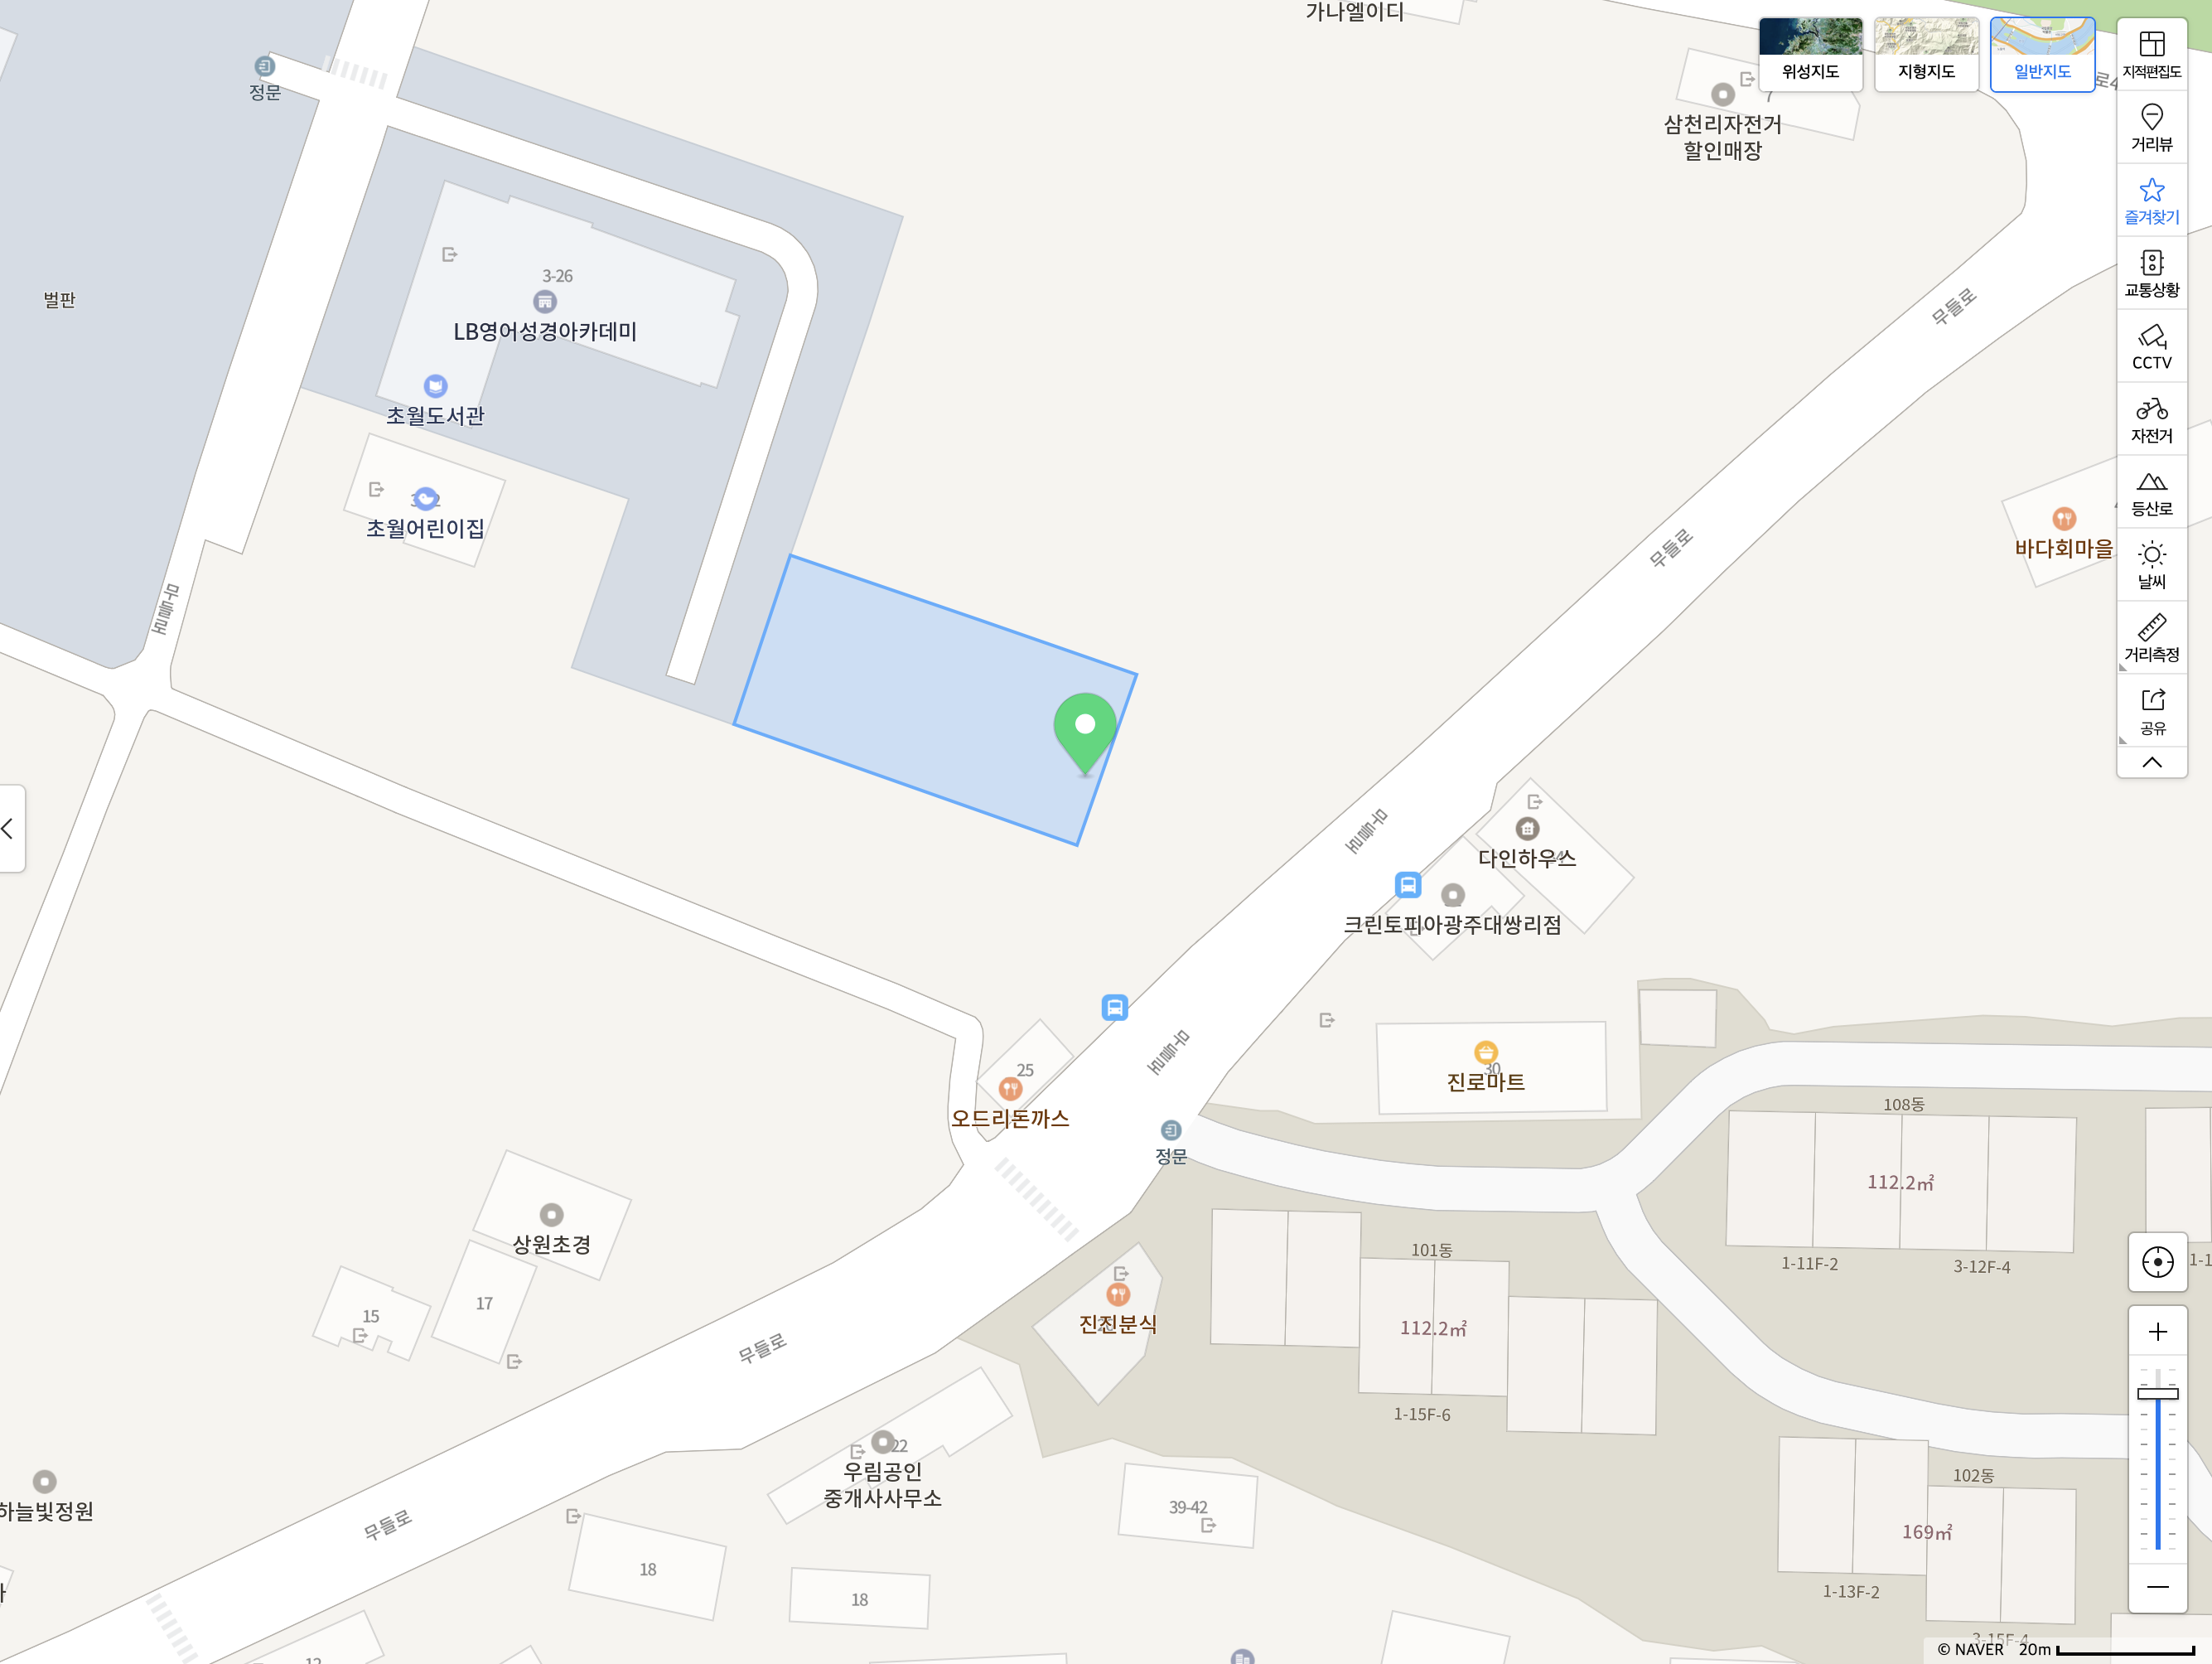 가나엘이디
위성지도
지형지도
일반지도
지적편집도
정문
삼천리자전거
할인매장
거리뷰
즐겨찾기
3-26
벌판
LB영어성경아카데미
교통상황
무들로
CCTV
초월도서관
자전거
초월어린이집
등산로
바다회마을
무들로
날씨
무들로
거리측정
공유
무들로
다인하우스
크린토피아광주대쌍리점
무들로
25
30
진로마트
오드리돈까스
정문
108동
112.2㎡
상원초경
101동
1-11F-2
3-12F-4
17
15
진진분식
112.2㎡
무들로
1-15F-6
22
우림공인
중개사사무소
102동
하늘빛정원
39-42
무들로
169㎡
18
18
1-13F-2
3-15F-4
© NAVER 20m